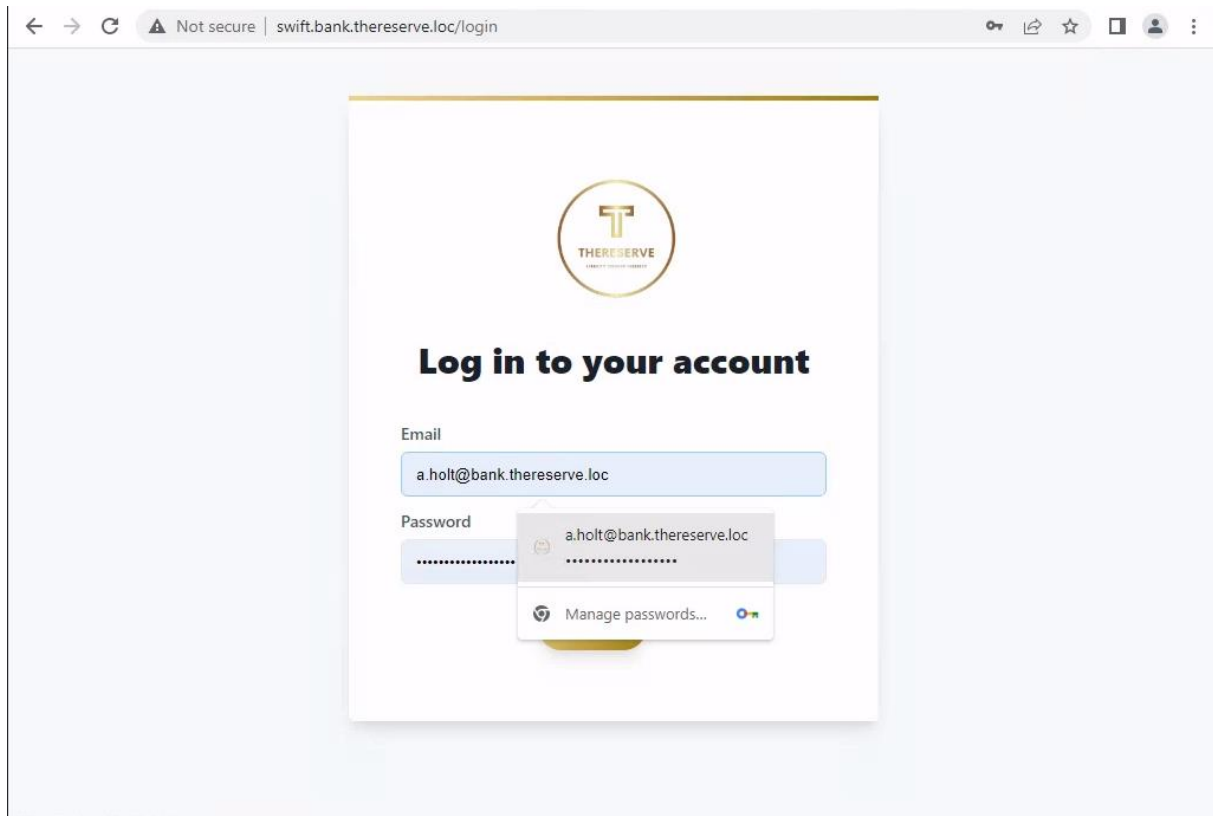 Not secure | swift.bank.thereserve.loc/login
THERESERVE
Log in to your account
Email
a.holt@bank.thereserve.loc
Password
a.holt@bank.thereserve.loc
••••••••••••••••••
••••••••••••••••••
Manage passwords...